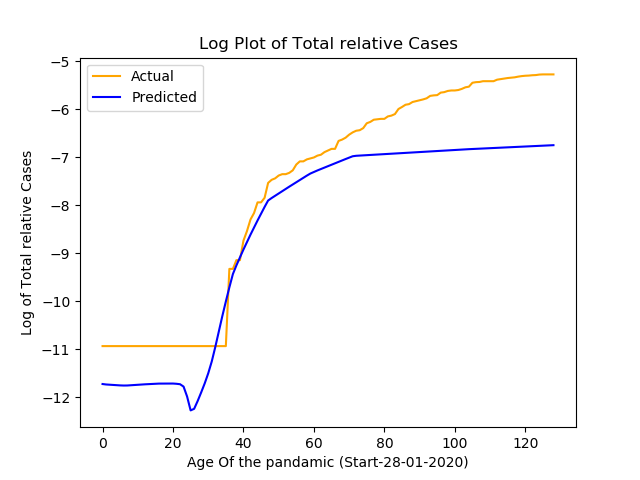 Log Plot of Total relative Cases
Actual
Predicted
Log of Total relative Cases
−5
−6
−7
−8
−9
−10
−11
−12
0 20 40 60 80 100 120
Age Of the pandamic (Start-28-01-2020)